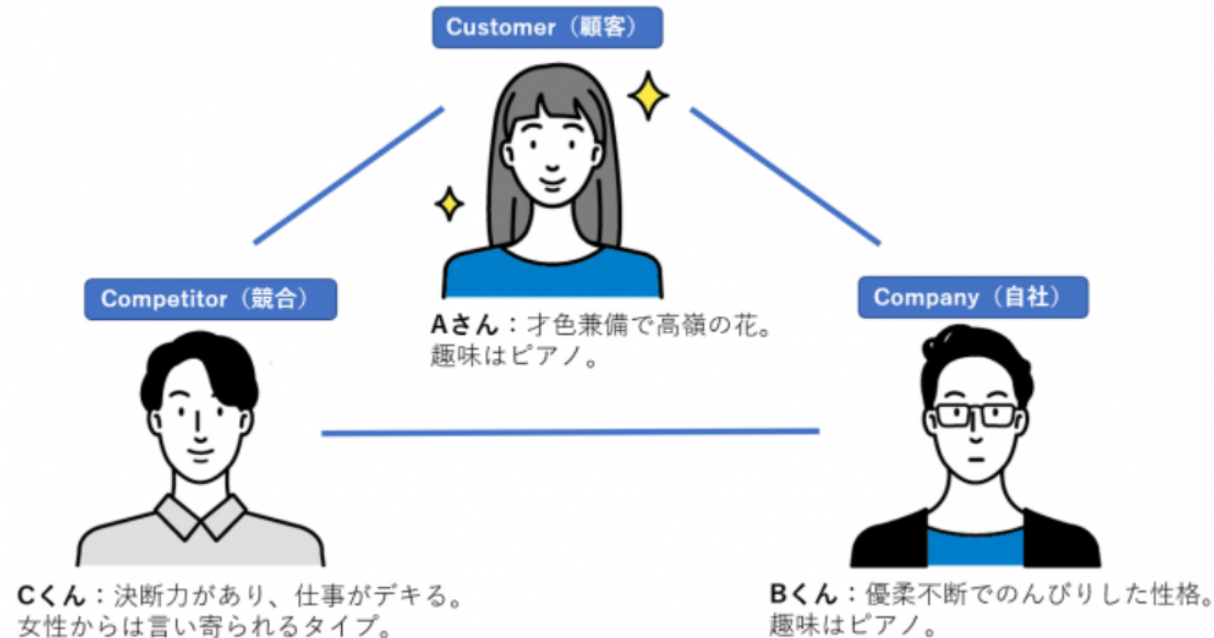 Customer（顧客）
Aさん：才色兼備で高嶺の花。
趣味はピアノ。
Competitor（競合）
Cくん：決断力があり、仕事がデキる。
女性からは言い寄られるタイプ。
Company（自社）
Bくん：優柔不断でのんびりした性格。
趣味はピアノ。